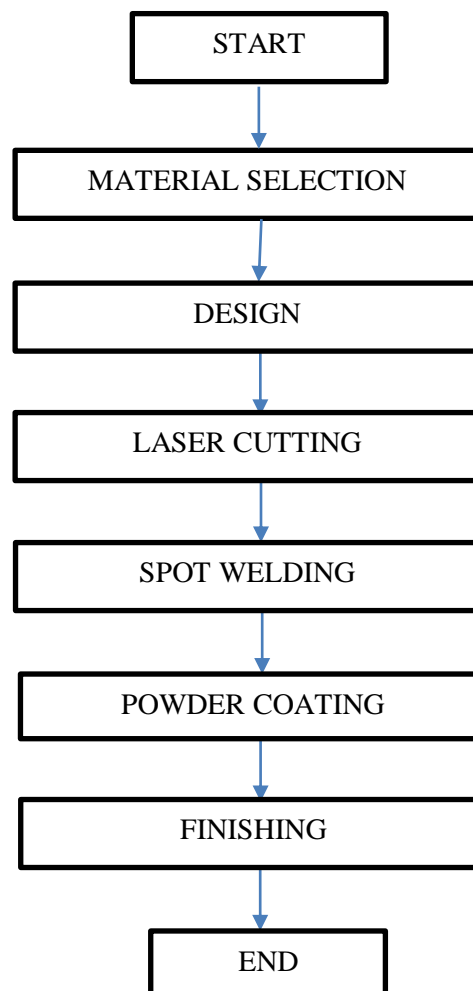 START
MATERIAL SELECTION
DESIGN
LASER CUTTING
SPOT WELDING
POWDER COATING
FINISHING
END